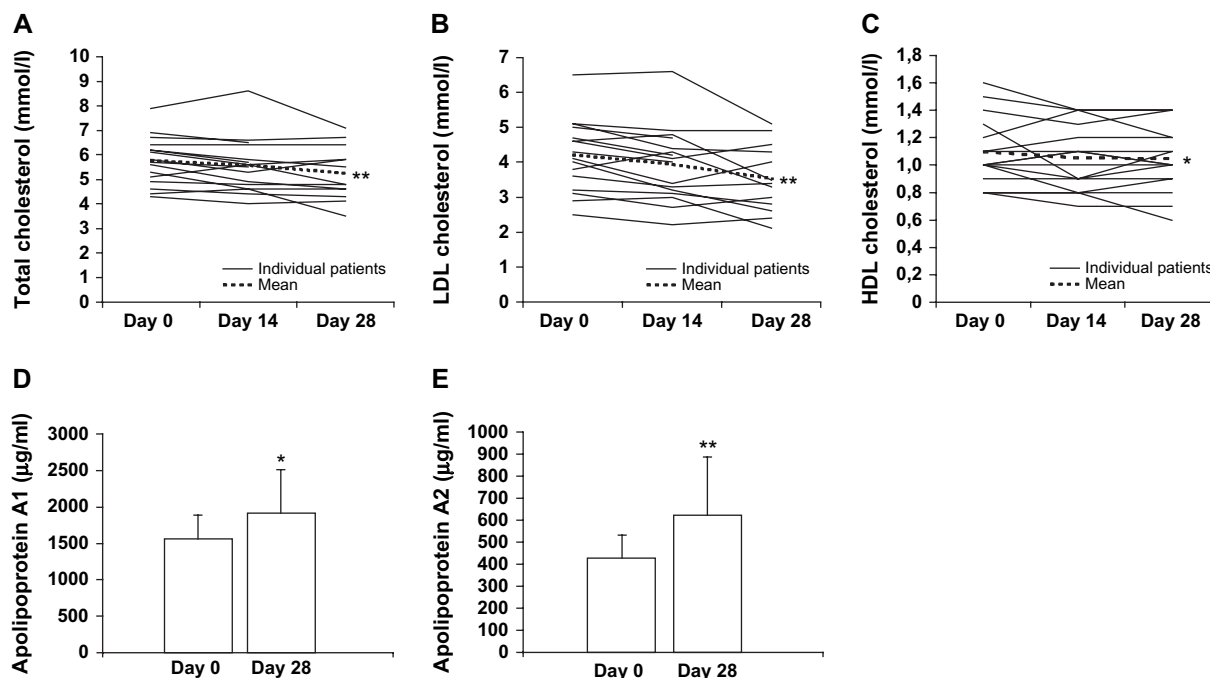 A
Total cholesterol (mmol/l)
10
9
8
7
6
5
4
3
2
1
0
**
Individual patients
Mean
Day 0 Day 14 Day 28
B
LDL cholesterol (mmol/l)
7
6
5
4
3
2
1
0
**
Individual patients
Mean
Day 0 Day 14 Day 28
C
HDL cholesterol (mmol/l)
1,8
1,6
1,4
1,2
1,0
0,8
0,6
0,4
0,2
0
*
Individual patients
Mean
Day 0 Day 14 Day 28
D
Apolipoprotein A1 (µg/ml)
3000
2500
2000
1500
1000
500
0
*
Day 0 Day 28
E
Apolipoprotein A2 (µg/ml)
1000
900
800
700
600
500
400
300
200
100
0
**
Day 0 Day 28